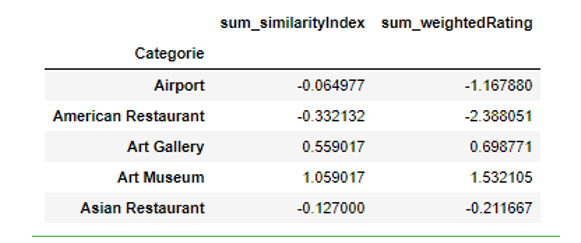 sum_similarityIndex sum_weightedRating
Categorie
Airport -0.064977 -1.167880
American Restaurant -0.332132 -2.388051
Art Gallery 0.559017 0.698771
Art Museum 1.059017 1.532105
Asian Restaurant -0.127000 -0.211667